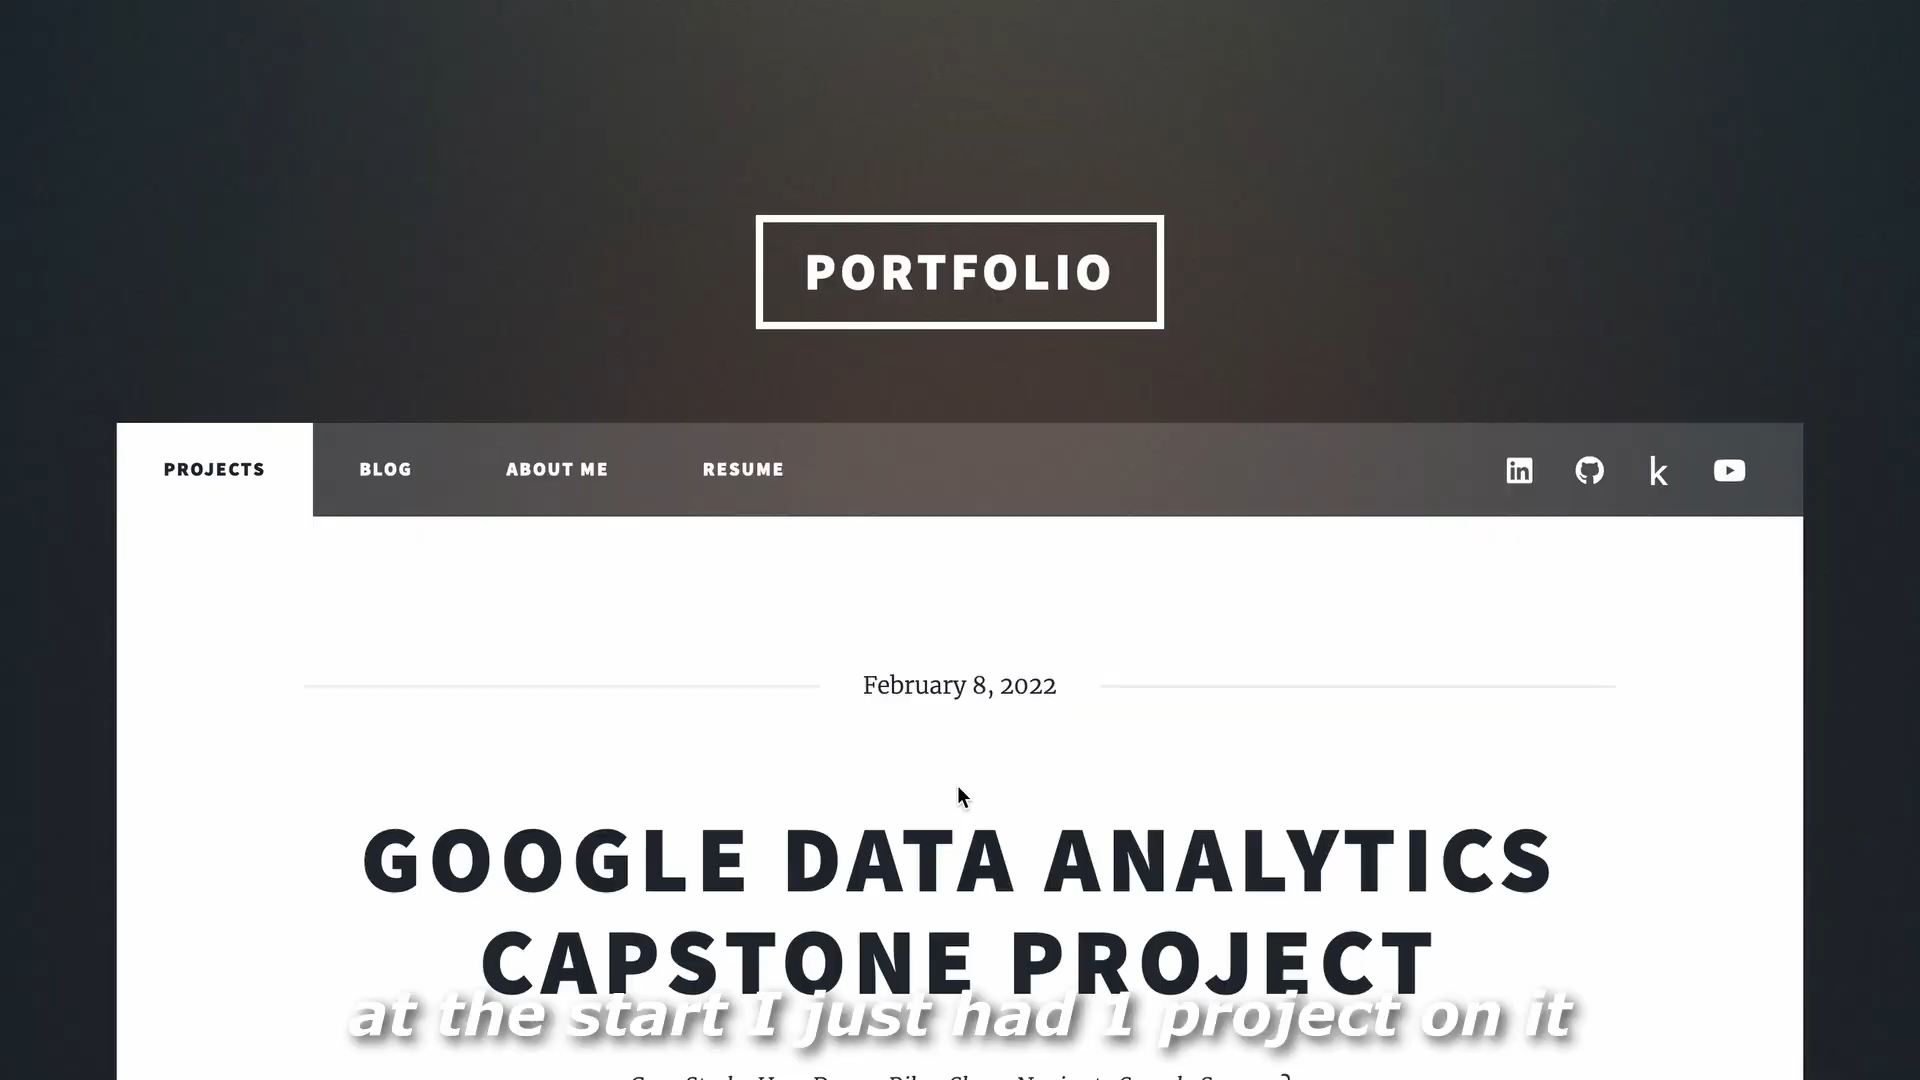 PORTFOLIO
PROJECTS BLOG ABOUT ME RESUME k
February 8, 2022
GOOGLE DATA ANALYTICS
CAPSTONE PROJECT
at the start I just had 1 project on it